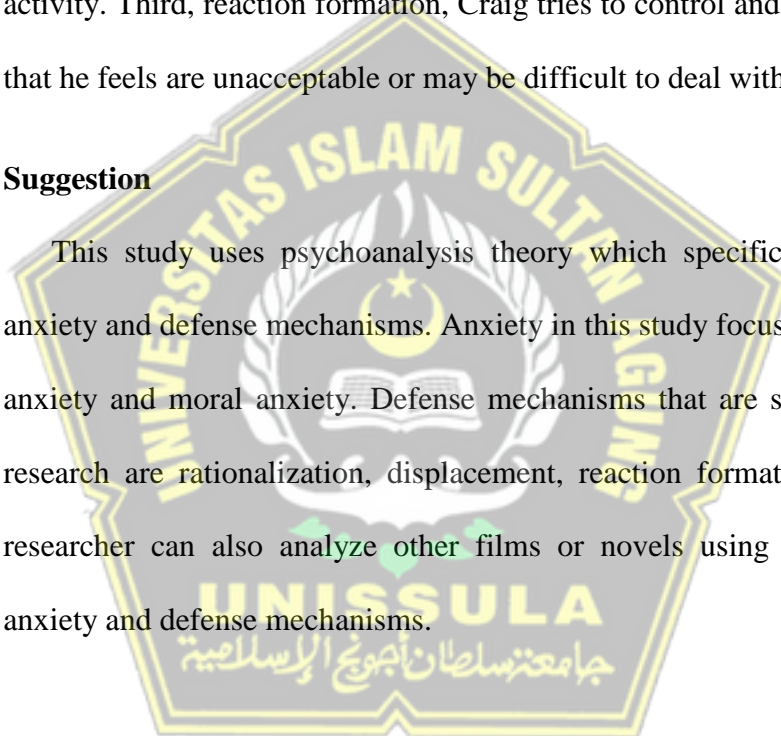 activity. Third, reaction formation, Craig tries to control and
that he feels are unacceptable or may be difficult to deal with
Suggestion
This study uses psychoanalysis theory which specific
anxiety and defense mechanisms. Anxiety in this study focus
anxiety and moral anxiety. Defense mechanisms that are s
research are rationalization, displacement, reaction format
researcher can also analyze other films or novels using
anxiety and defense mechanisms.
UNIVERSITAS ISLAM SULTAN AGUNG
UNISSULA
جامعة سلطان أجونج الإسلامية